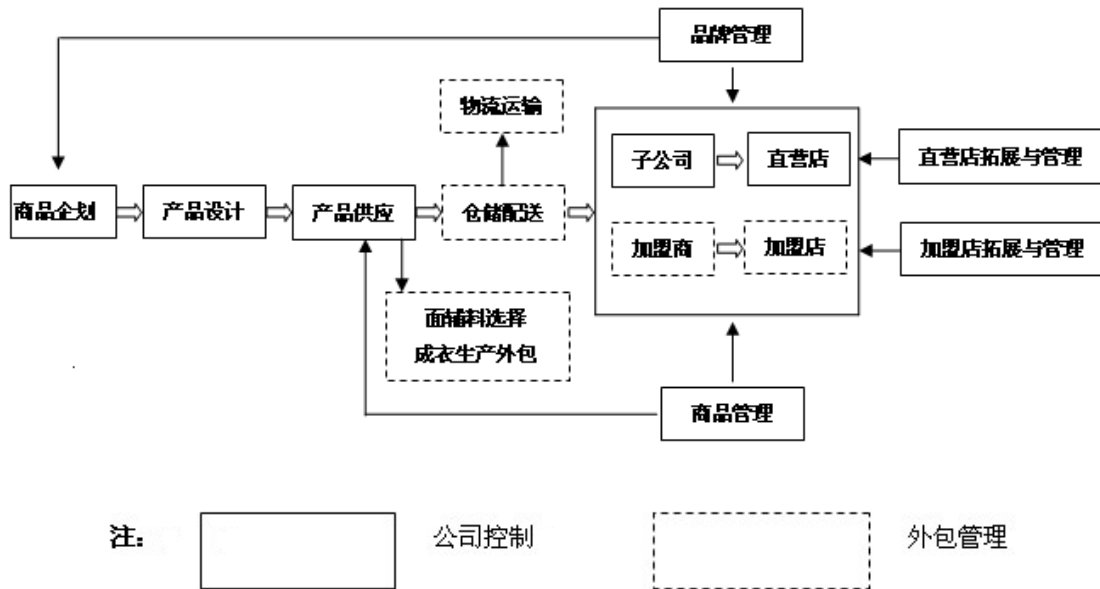 品牌管理
物流运输
子公司
直营店
直营店拓展与管理
商品企划
产品设计
产品供应
仓储配送
加盟商
加盟店
加盟店拓展与管理
面辅料选择
成衣生产外包
商品管理
注：
公司控制
外包管理